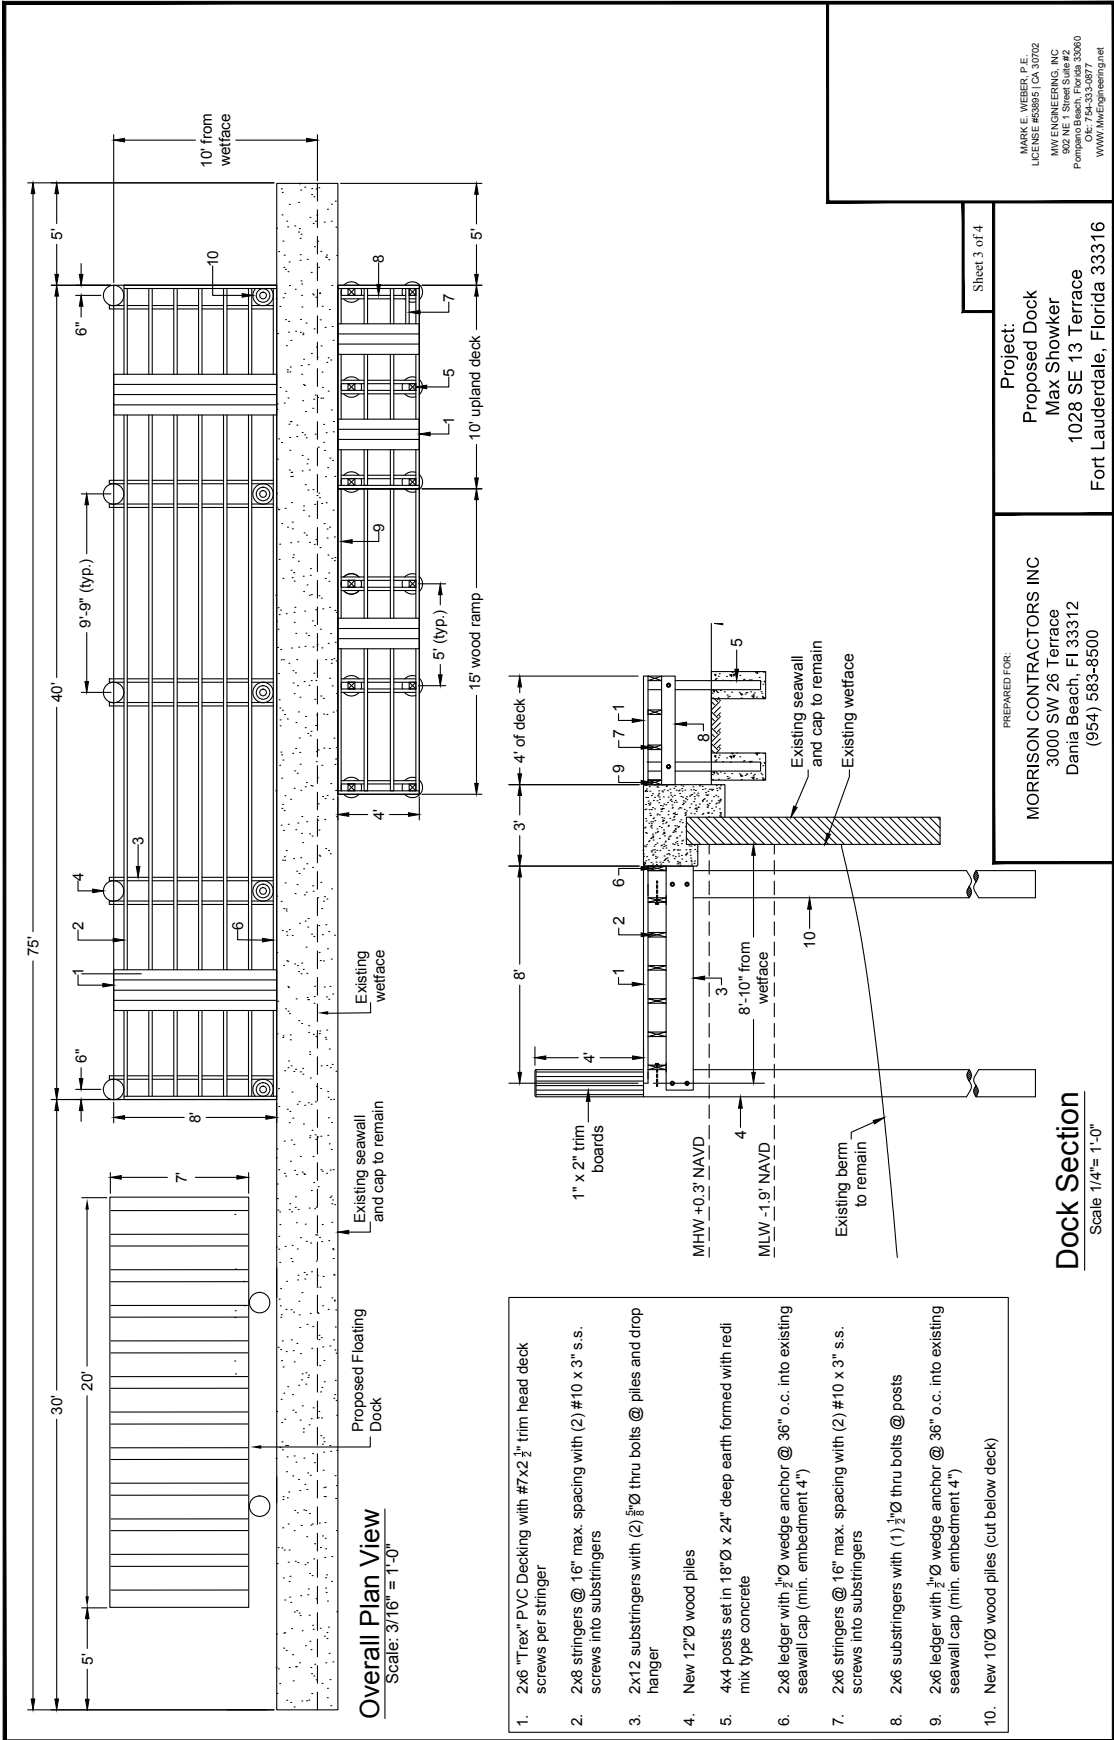 75'
30'
40'
5'
5'
20'
6"
9'-9" (typ.)
6"
10' from
wetface
7'
8'
1
2
4
3
6
10
Proposed Floating
Dock
Existing seawall
and cap to remain
Existing
wetface
9
1
5
7
8
4'
5' (typ.)
15' wood ramp
10' upland deck
5'
Overall Plan View
Scale: 3/16" = 1'-0"
1. 2x6 "Trex" PVC Decking with #7x2 1/2" trim head deck
screws per stringer
2. 2x8 stringers @ 16" max. spacing with (2) #10 x 3" s.s.
screws into substringers
3. 2x12 substringers with (2) 5/8"Ø thru bolts @ piles and drop
hanger
4. New 12"Ø wood piles
5. 4x4 posts set in 18"Ø x 24" deep earth formed with redi
mix type concrete
6. 2x8 ledger with 1/2"Ø wedge anchor @ 36" o.c. into existing
seawall cap (min. embedment 4")
7. 2x6 stringers @ 16" max. spacing with (2) #10 x 3" s.s.
screws into substringers
8. 2x6 substringers with (1) 1/2"Ø thru bolts @ posts
9. 2x6 ledger with 1/2"Ø wedge anchor @ 36" o.c. into existing
seawall cap (min. embedment 4")
10. New 10'Ø wood piles (cut below deck)
8'
3'
4' of deck
4'
1" x 2" trim
boards
1
2
6
9
7
1
3
8
5
MHW +0.3' NAVD
MLW -1.9' NAVD
8'-10" from
wetface
4
10
Existing berm
to remain
Existing seawall
and cap to remain
Existing wetface
Dock Section
Scale 1/4"= 1'-0"
PREPARED FOR:
MORRISON CONTRACTORS INC
3000 SW 26 Terrace
Dania Beach, Fl 33312
(954) 583-8500
Sheet 3 of 4
Project:
Proposed Dock
Max Showker
1028 SE 13 Terrace
Fort Lauderdale, Florida 33316
MARK E. WEBER, P.E.
LICENSE #53895 | CA 30702
MW ENGINEERING, INC
902 NE 1 Street Suite #2
Pompano Beach, Florida 33060
Ofc: 754-333-0877
WWW.MwEngineering.net